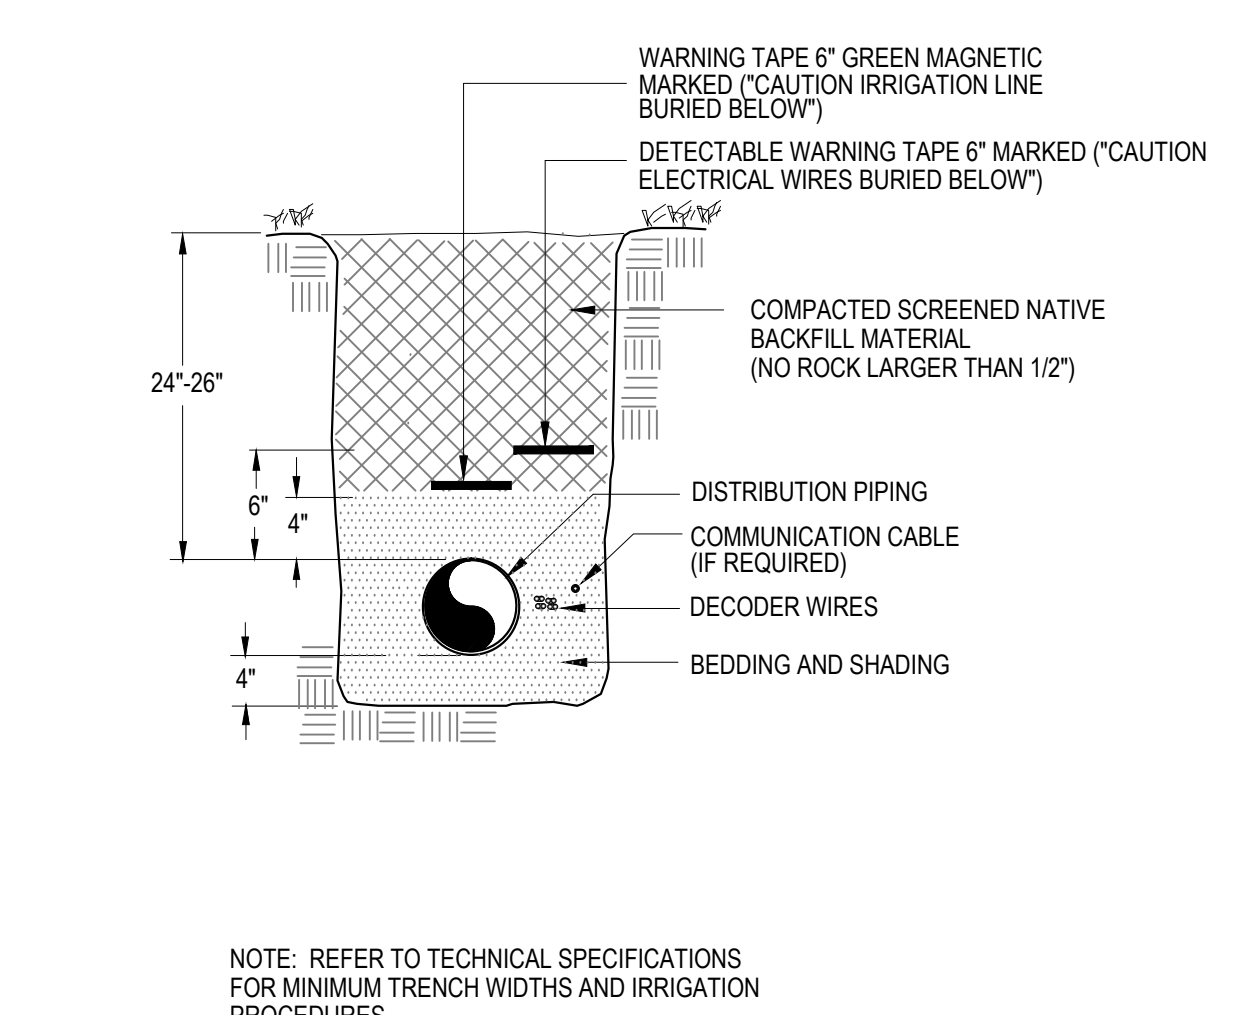 WARNING TAPE 6" GREEN MAGNETIC
MARKED ("CAUTION IRRIGATION LINE
BURIED BELOW")
DETECTABLE WARNING TAPE 6" MARKED ("CAUTION
ELECTRICAL WIRES BURIED BELOW")
COMPACTED SCREENED NATIVE
BACKFILL MATERIAL
(NO ROCK LARGER THAN 1/2")
24"-26"
6"
4"
DISTRIBUTION PIPING
COMMUNICATION CABLE
(IF REQUIRED)
DECODER WIRES
BEDDING AND SHADING
4"
NOTE: REFER TO TECHNICAL SPECIFICATIONS
FOR MINIMUM TRENCH WIDTHS AND IRRIGATION
PROCEDURES